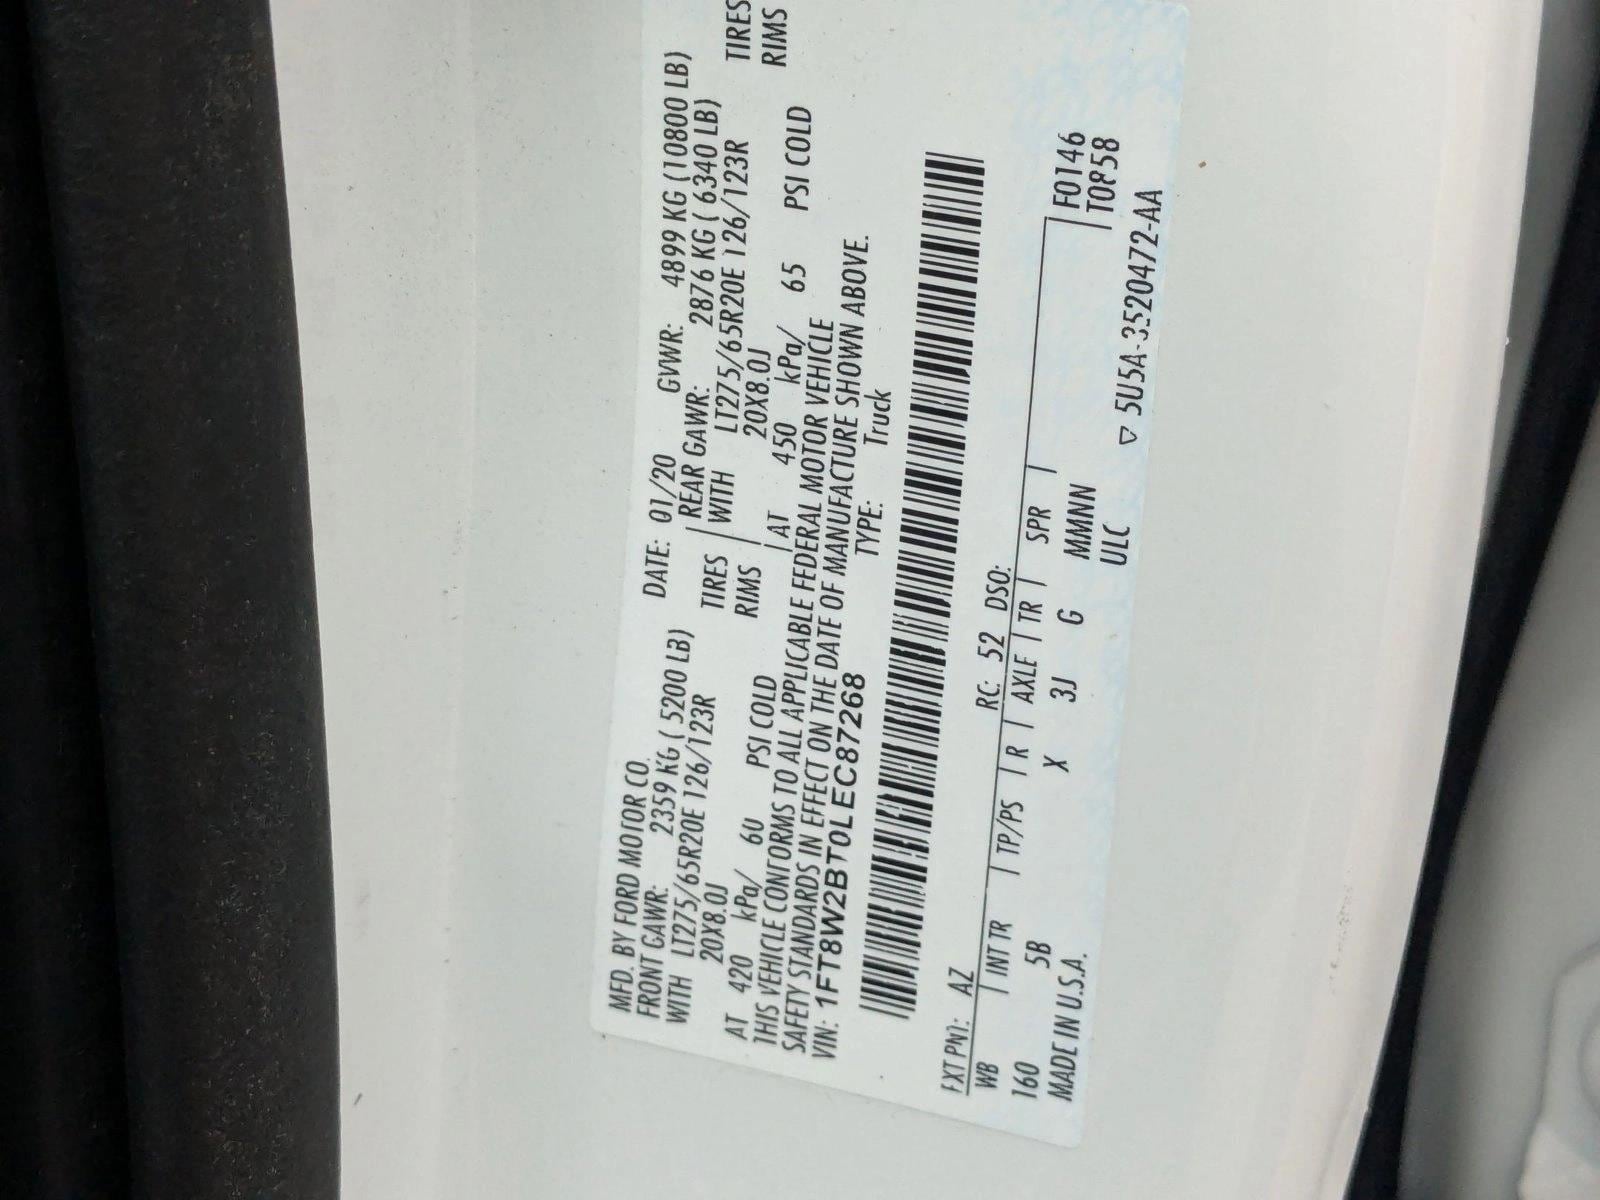 MFD. BY FORD MOTOR CO. DATE: 01/20 GVWR: 4899 KG (10800 LB)
FRONT GAWR: 2359 KG ( 5200 LB) REAR GAWR: 2876 KG ( 6340 LB)
WITH LT275/65R20E 126/123R TIRES WITH LT275/65R20E 126/123R TIRES
20X8.0J RIMS 20X8.0J RIMS
AT 420 kPa/ 60 PSI COLD AT 450 kPa/ 65 PSI COLD
THIS VEHICLE CONFORMS TO ALL APPLICABLE FEDERAL MOTOR VEHICLE
SAFETY STANDARDS IN EFFECT ON THE DATE OF MANUFACTURE SHOWN ABOVE.
VIN: 1FT8W2BT0LEC87268 TYPE: Truck
EXT PNT: AZ RC: 52 DSO:
WB INT TR TP/PS R AXLE TR SPR F0146
160 5B X 3J G MMNN T0858
MADE IN U.S.A. ULC ▽ 5U5A-3520472-AA